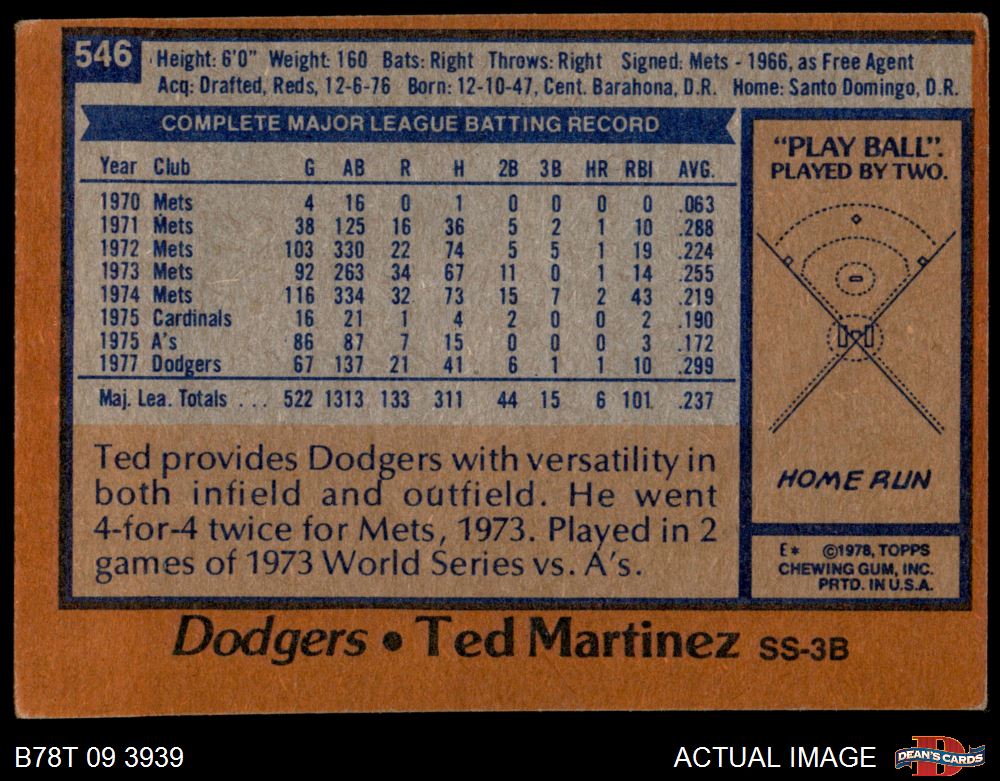 546
Height: 6'0" Weight: 160 Bats: Right Throws: Right Signed: Mets - 1966, as Free Agent
Acq: Drafted, Reds, 12-6-76 Born: 12-10-47, Cent. Barahona, D.R. Home: Santo Domingo, D.R.
COMPLETE MAJOR LEAGUE BATTING RECORD
Year Club G AB R H 2B 3B HR RBI AVG.
1970 Mets 4 16 0 1 0 0 0 0 .063
1971 Mets 38 125 16 36 5 2 1 10 .288
1972 Mets 103 330 22 74 5 5 1 19 .224
1973 Mets 92 263 34 67 11 0 1 14 .255
1974 Mets 116 334 32 73 15 7 2 43 .219
1975 Cardinals 16 21 1 4 2 0 0 2 .190
1975 A's 86 87 7 15 0 0 0 3 .172
1977 Dodgers 67 137 21 41 6 1 1 10 .299
Maj. Lea. Totals . . . 522 1313 133 311 44 15 6 101 .237
Ted provides Dodgers with versatility in
both infield and outfield. He went
4-for-4 twice for Mets, 1973. Played in 2
games of 1973 World Series vs. A's.
"PLAY BALL".
PLAYED BY TWO.
HOME RUN
E* ©1978, TOPPS
CHEWING GUM, INC.
PRTD. IN U.S.A.
Dodgers • Ted Martinez SS-3B
B78T 09 3939
ACTUAL IMAGE
D
DEAN'S CARDS